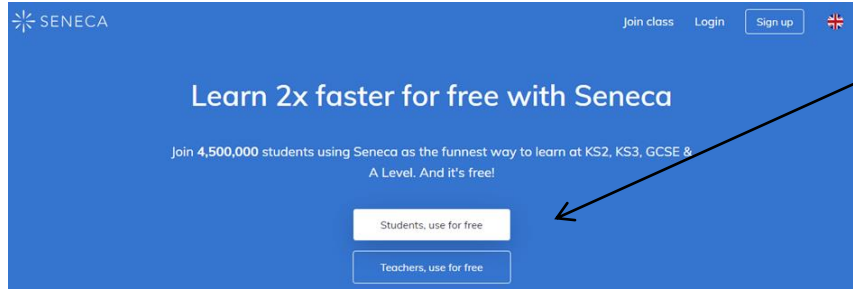 SENECA
Join class Login Sign up
Learn 2x faster for free with Seneca
Join 4,500,000 students using Seneca as the funnest way to learn at KS2, KS3, GCSE &
A Level. And it's free!
Students, use for free
Teachers, use for free